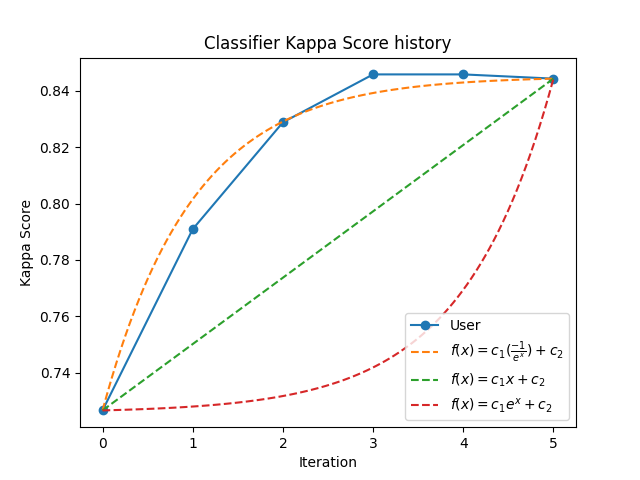 Classifier Kappa Score history
Kappa Score
0.84
0.82
0.80
0.78
0.76
0.74
0 1 2 3 4 5
Iteration
User
f(x) = c₁(-1/eˣ) + c₂
f(x) = c₁x + c₂
f(x) = c₁eˣ + c₂